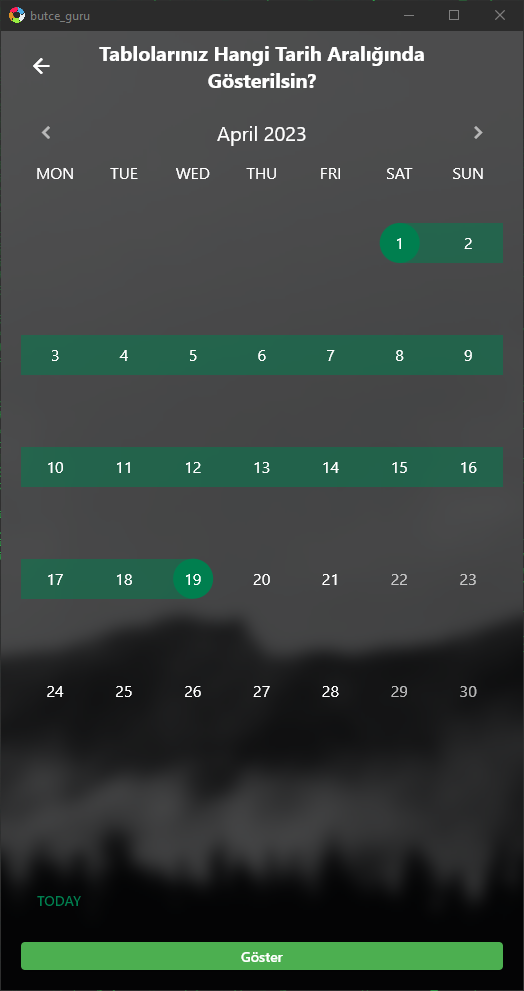 butce_guru
Tablolarınız Hangi Tarih Aralığında
Gösterilsin?
April 2023
MON TUE WED THU FRI SAT SUN
1 2
3 4 5 6 7 8 9
10 11 12 13 14 15 16
17 18 19 20 21 22 23
24 25 26 27 28 29 30
TODAY
Göster